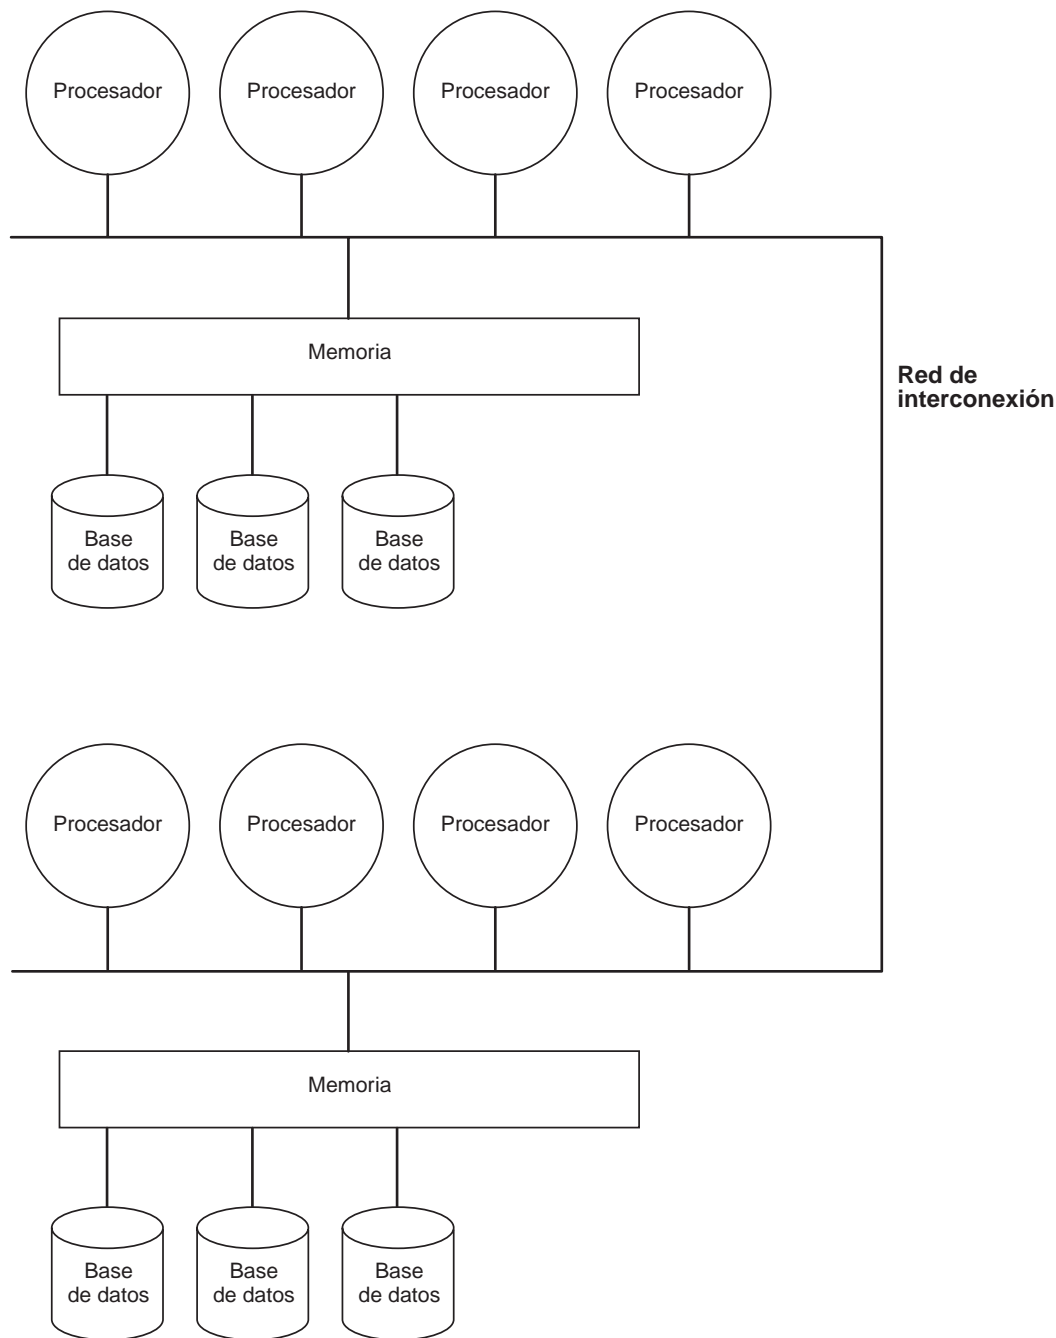 Procesador
Procesador
Procesador
Procesador
Memoria
Red de
interconexión
Base
de datos
Base
de datos
Base
de datos
Procesador
Procesador
Procesador
Procesador
Memoria
Base
de datos
Base
de datos
Base
de datos